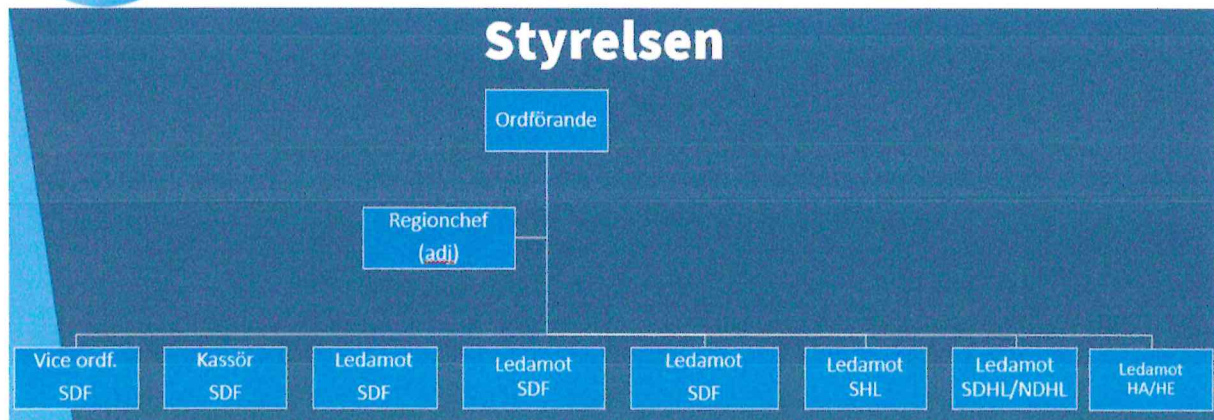 Styrelsen
Ordförande
Regionchef
(adj)
Vice ordf.
SDF
Kassör
SDF
Ledamot
SDF
Ledamot
SDF
Ledamot
SDF
Ledamot
SHL
Ledamot
SDHL/NDHL
Ledamot
HA/HE